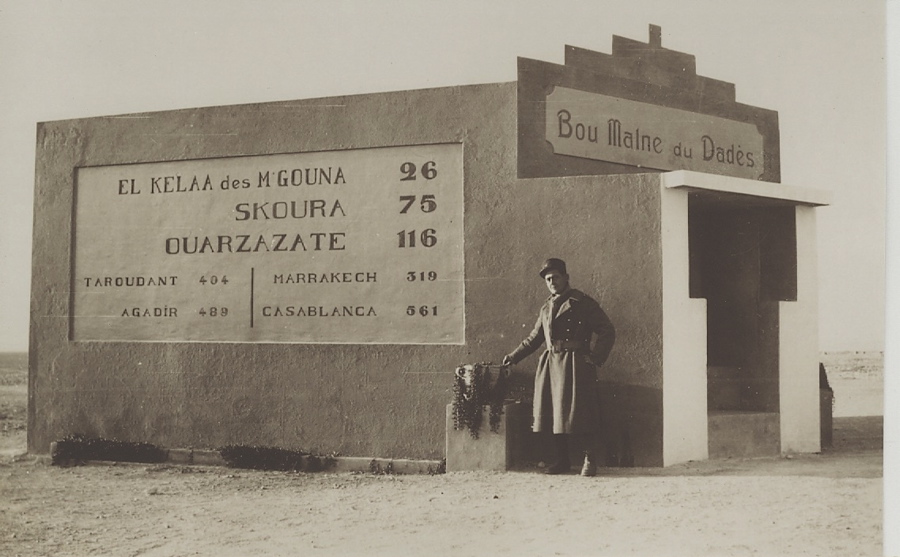 Bou Malne du Dadès
EL KELAA des M'GOUNA 26
SKOURA 75
OUARZAZATE 116
TAROUDANT 404
AGADIR 489
MARRAKECH 319
CASABLANCA 561